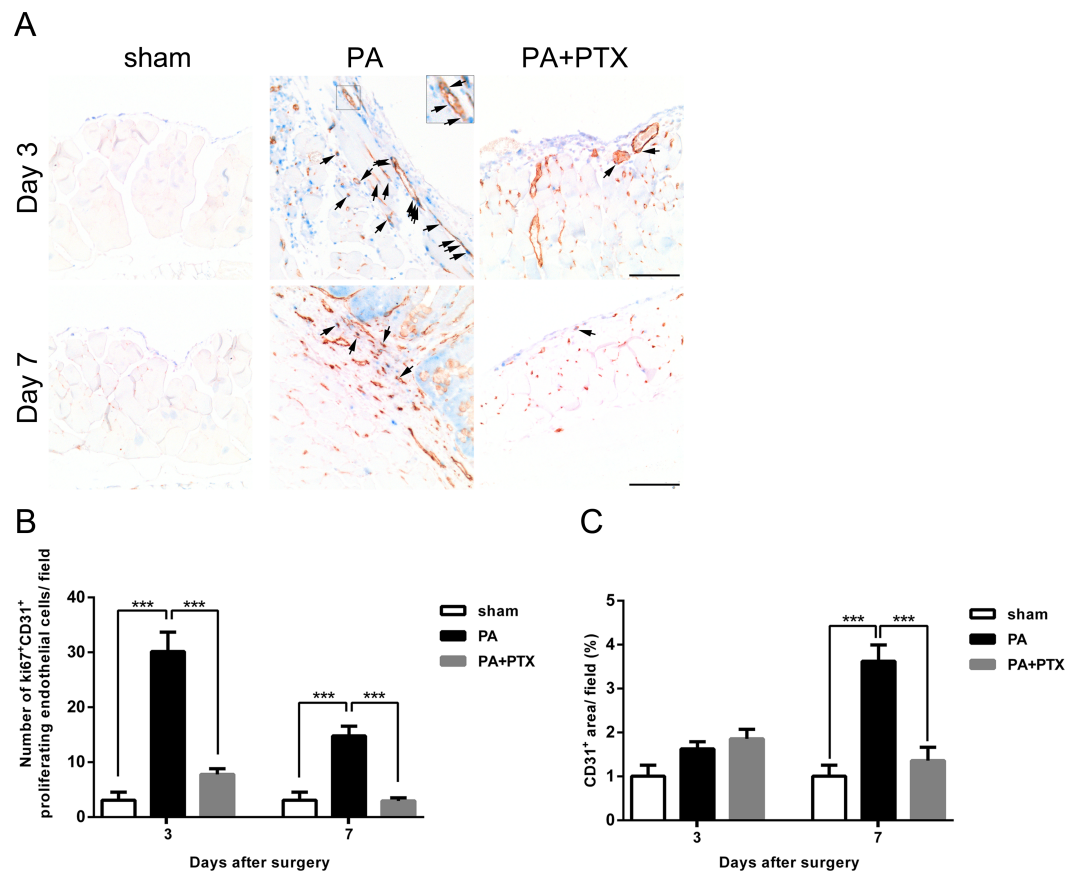 A
sham PA PA+PTX
Day 3
Day 7
B
Number of ki67⁺CD31⁺
proliferating endothelial cells/ field
40
30
20
10
0
*** ***
*** ***
3 7
Days after surgery
sham
PA
PA+PTX
C
CD31⁺ area/ field (%)
5
4
3
2
1
0
*** ***
3 7
Days after surgery
sham
PA
PA+PTX